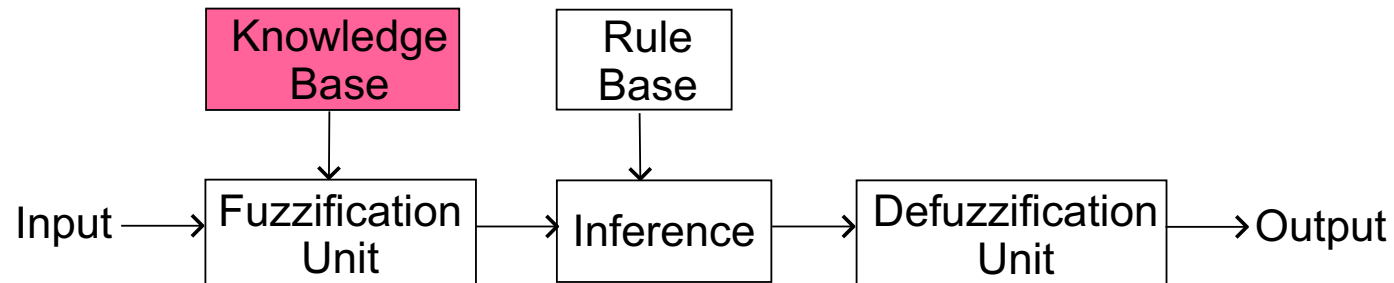 Knowledge
Base
Rule
Base
Input
Fuzzification
Unit
Inference
Defuzzification
Unit
Output